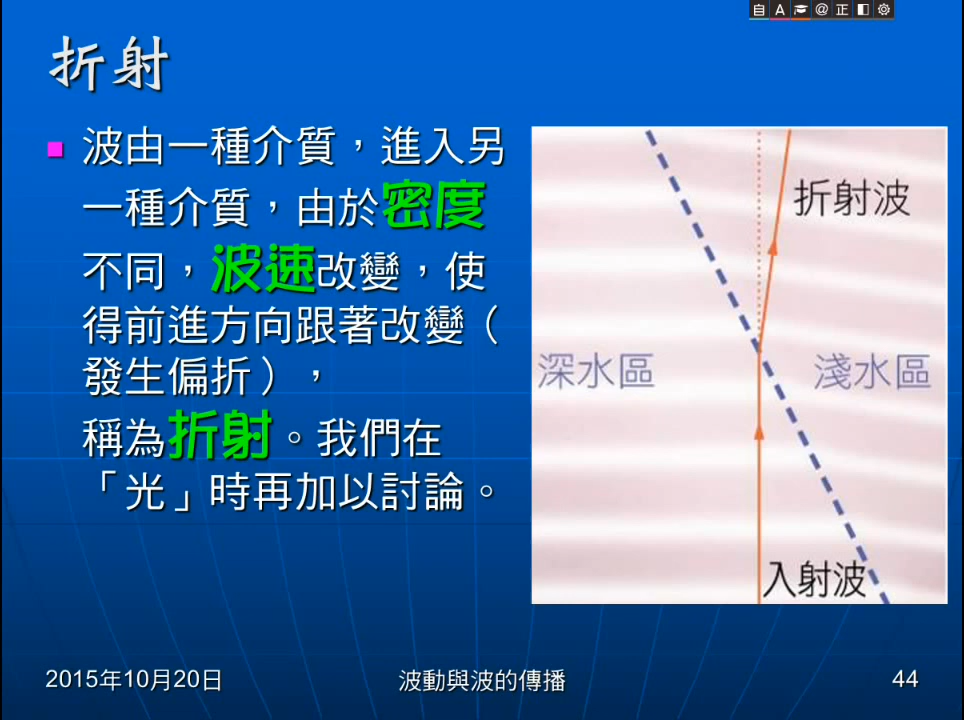 自 A @ 正
折射
波由一種介質，進入另
一種介質，由於密度
不同，波速改變，使
得前進方向跟著改變（
發生偏折），
稱為折射。我們在
「光」時再加以討論。
折射波
深水區
淺水區
入射波
2015年10月20日
波動與波的傳播
44